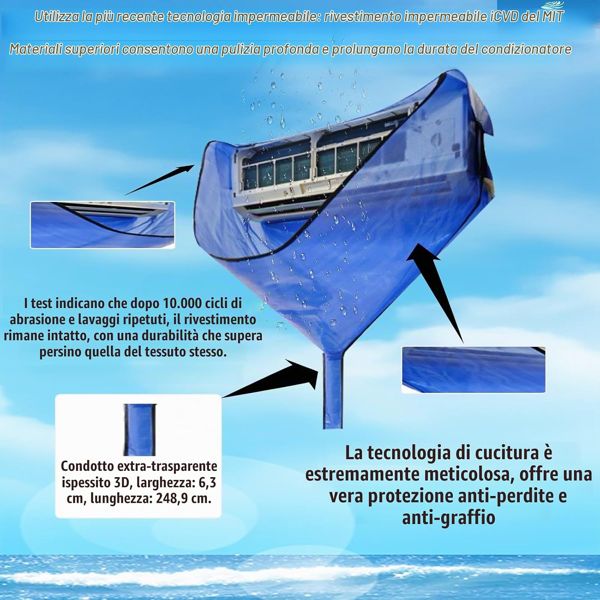 Utilizza la più recente tecnologia impermeabile: rivestimento impermeabile iCVD del MIT
Materiali superiori consentono una pulizia profonda e prolungano la durata del condizionatore
I test indicano che dopo 10.000 cicli di
abrasione e lavaggi ripetuti, il rivestimento
rimane intatto, con una durabilità che supera
persino quella del tessuto stesso.
Condotto extra-trasparente
ispessito 3D, larghezza: 6,3
cm, lunghezza: 248,9 cm.
La tecnologia di cucitura è
estremamente meticolosa, offre una
vera protezione anti-perdite e
anti-graffio